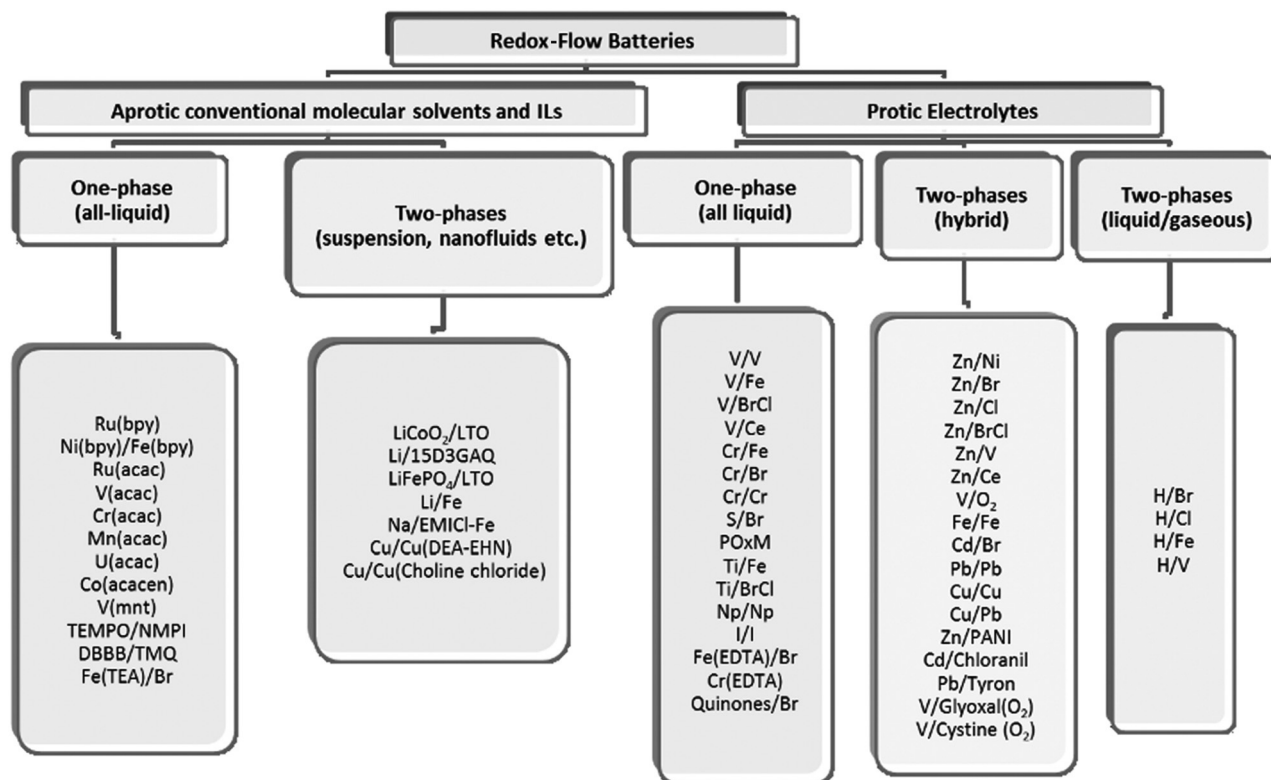 Redox-Flow Batteries
Aprotic conventional molecular solvents and ILs
Protic Electrolytes
One-phase
(all-liquid)
Two-phases
(suspension, nanofluids etc.)
One-phase
(all liquid)
Two-phases
(hybrid)
Two-phases
(liquid/gaseous)
Ru(bpy)
Ni(bpy)/Fe(bpy)
Ru(acac)
V(acac)
Cr(acac)
Mn(acac)
U(acac)
Co(acacen)
V(mnt)
TEMPO/NMPI
DBBB/TMQ
Fe(TEA)/Br
LiCoO₂/LTO
Li/15D3GAQ
LiFePO₄/LTO
Li/Fe
Na/EMICl-Fe
Cu/Cu(DEA-EHN)
Cu/Cu(Choline chloride)
V/V
V/Fe
V/BrCl
V/Ce
Cr/Fe
Cr/Br
Cr/Cr
S/Br
POxM
Ti/Fe
Ti/BrCl
Np/Np
I/I
Fe(EDTA)/Br
Cr(EDTA)
Quinones/Br
Zn/Ni
Zn/Br
Zn/Cl
Zn/BrCl
Zn/V
Zn/Ce
V/O₂
Fe/Fe
Cd/Br
Pb/Pb
Cu/Cu
Cu/Pb
Zn/PANI
Cd/Chloranil
Pb/Tyron
V/Glyoxal(O₂)
V/Cystine (O₂)
H/Br
H/Cl
H/Fe
H/V